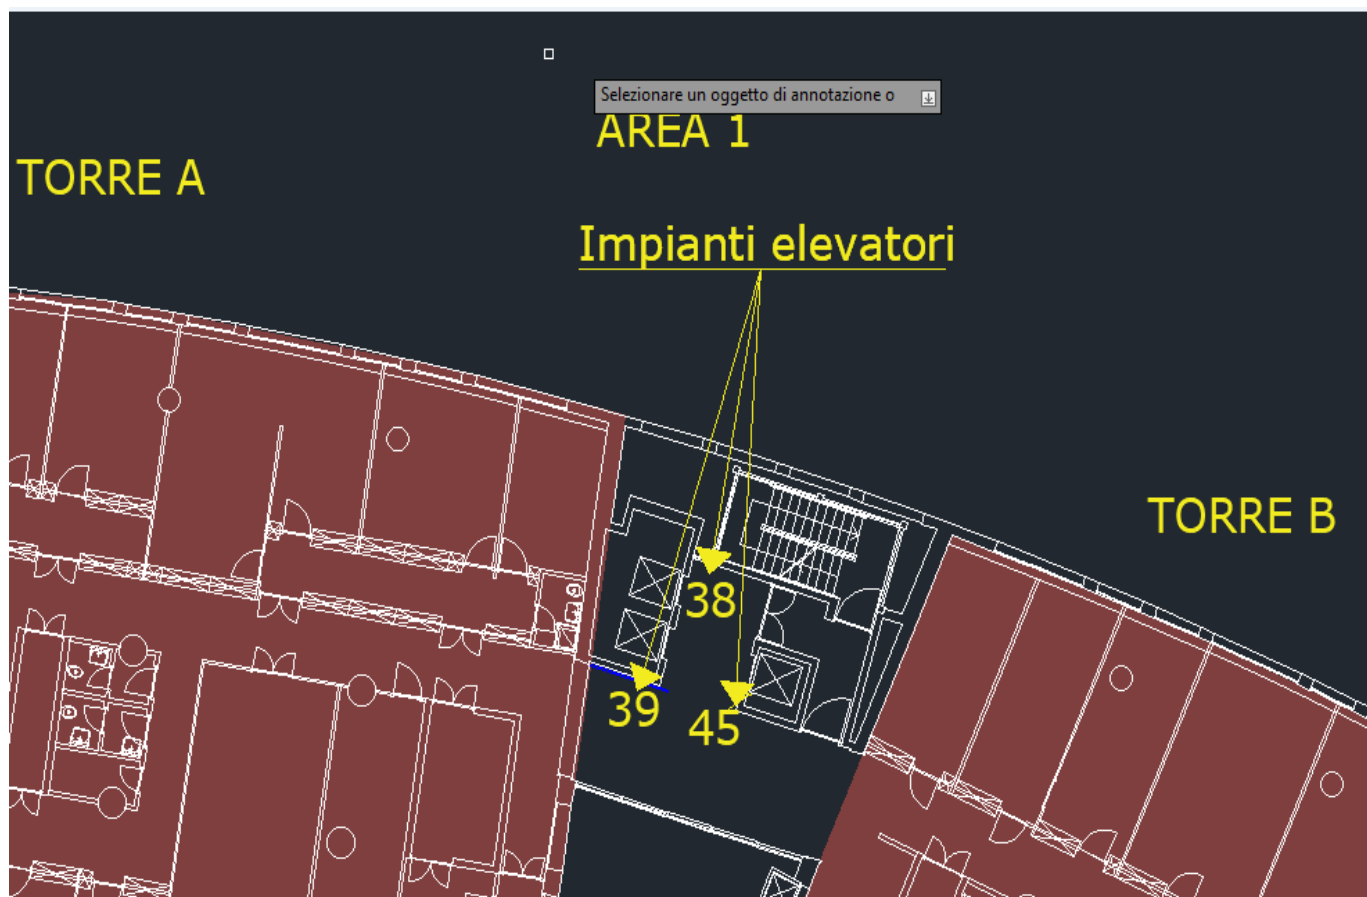 Selezionare un oggetto di annotazione o
AREA 1
TORRE A
Impianti elevatori
TORRE B
38
39
45